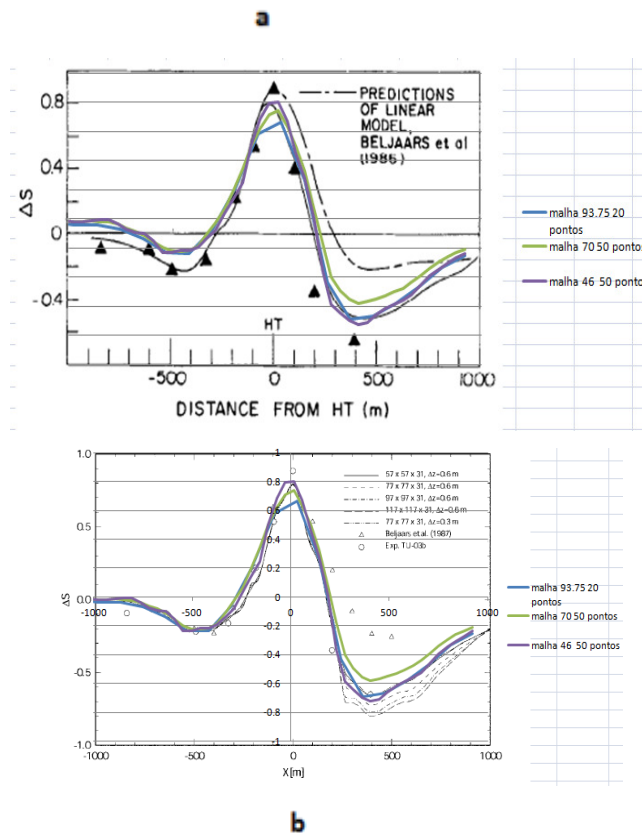 a
PREDICTIONS
OF LINEAR
MODEL,
BELJAARS et al
(1986)
0.8
0.4
0
-0.4
ΔS
HT
-500
0
500
1000
DISTANCE FROM HT (m)
malha 93.75 20
pontos
malha 70 50 pontos
malha 46 50 pontos
1.0
0.5
0.0
-0.5
-1.0
ΔS
1
0.8
0.6
0.4
0.2
0
-0.2
-0.4
-0.6
-0.8
-1
57 x 57 x 31, Δz=0.6 m
77 x 77 x 31, Δz=0.6 m
97 x 97 x 31, Δz=0.6 m
117 x 117 x 31, Δz=0.6 m
77 x 77 x 31, Δz=0.3 m
Beljaars et al. (1987)
Exp. TU-03b
-1000
-500
0
500
1000
-1000
-500
0
500
1000
X[m]
malha 93.75 20
pontos
malha 70 50 pontos
malha 46 50 pontos
b